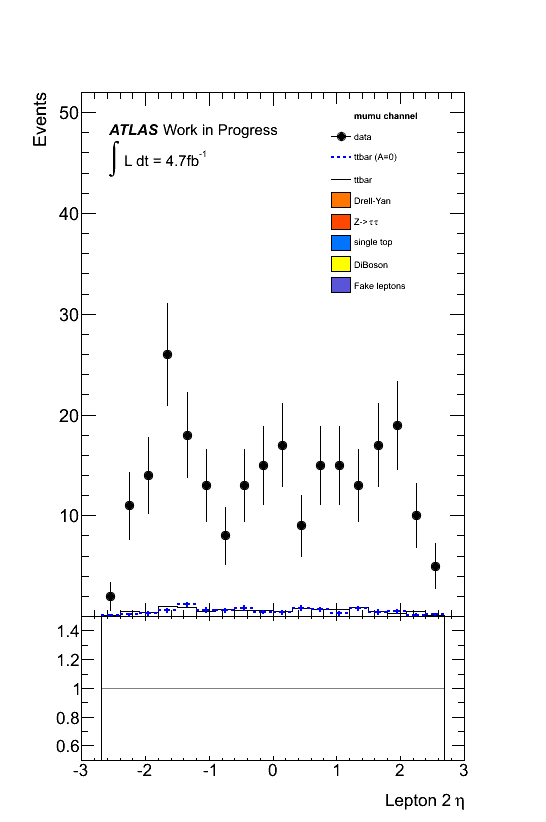 Events
50
40
30
20
10
ATLAS Work in Progress
∫ L dt = 4.7fb⁻¹
mumu channel
data
ttbar (A=0)
ttbar
Drell-Yan
Z->ττ
single top
DiBoson
Fake leptons
1.4
1.2
1
0.8
0.6
-3 -2 -1 0 1 2 3
Lepton 2 η